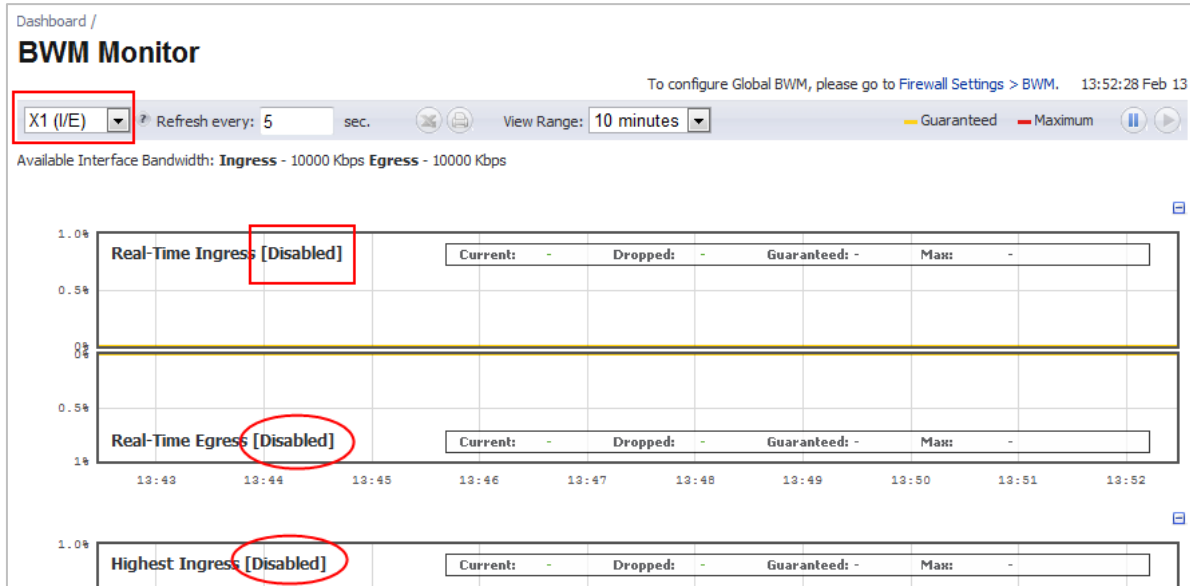 Dashboard /
BWM Monitor
To configure Global BWM, please go to Firewall Settings > BWM. 13:52:28 Feb 13
X1 (I/E) ? Refresh every: 5 sec. View Range: 10 minutes Guaranteed Maximum
Available Interface Bandwidth: Ingress - 10000 Kbps Egress - 10000 Kbps
1.0%
Real-Time Ingress [Disabled] Current: - Dropped: - Guaranteed: - Max: -
0.5%
0%
0%
0.5%
Real-Time Egress [Disabled] Current: - Dropped: - Guaranteed: - Max: -
1%
13:43 13:44 13:45 13:46 13:47 13:48 13:49 13:50 13:51 13:52
1.0%
Highest Ingress [Disabled] Current: - Dropped: - Guaranteed: - Max: -